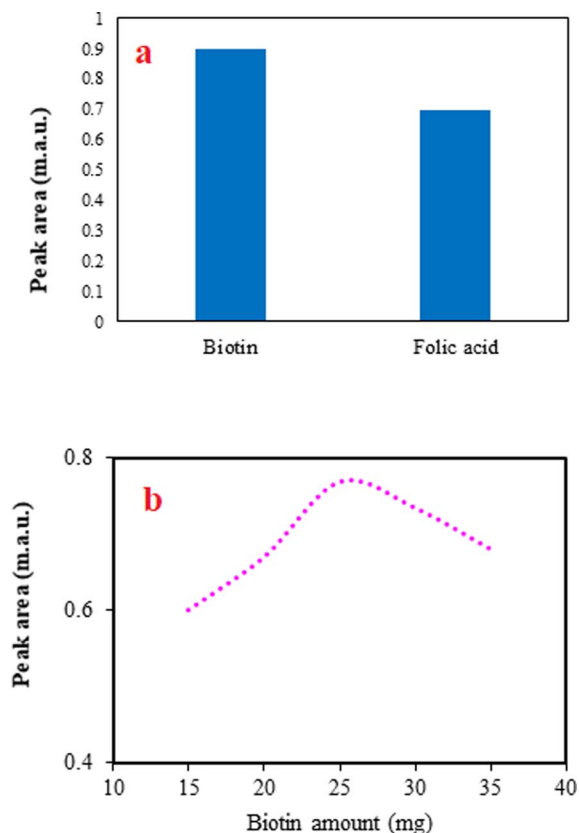 a
Peak area (m.a.u.)
1
0.9
0.8
0.7
0.6
0.5
0.4
0.3
0.2
0.1
0
Biotin Folic acid
b
Peak area (m.a.u.)
0.8
0.6
0.4
10 15 20 25 30 35 40
Biotin amount (mg)